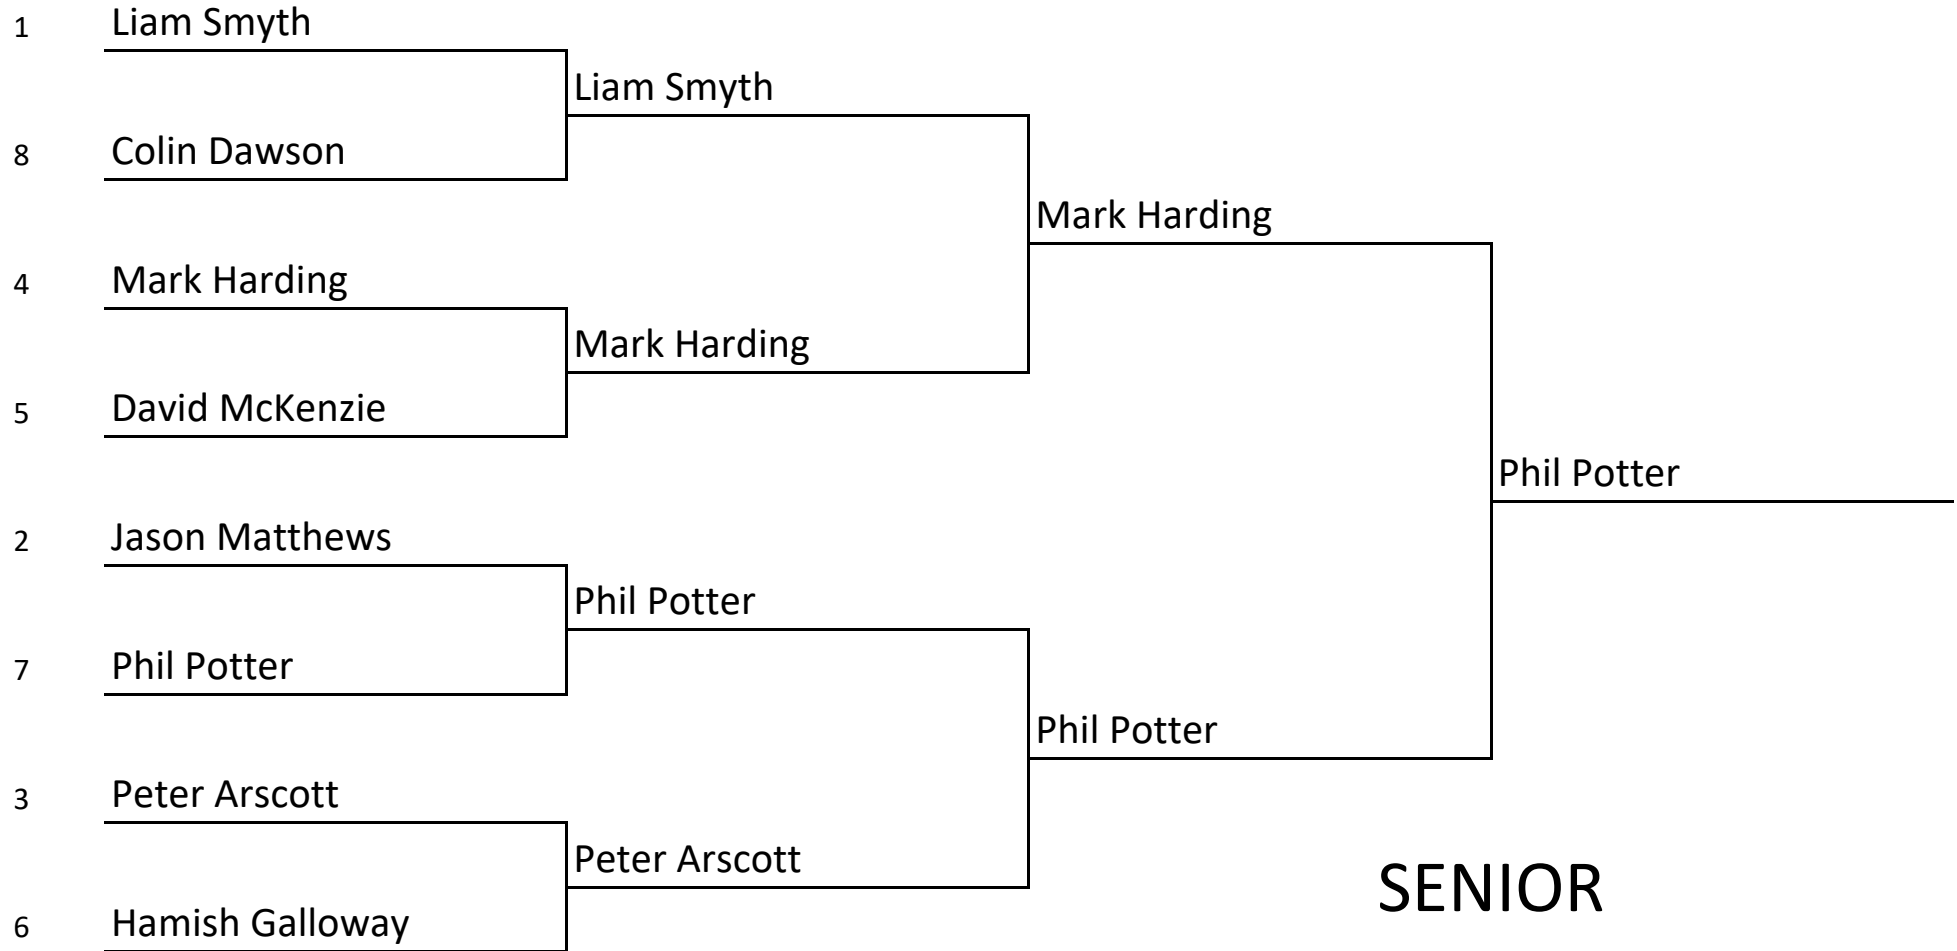 1 Liam Smyth
Liam Smyth
8 Colin Dawson
Mark Harding
4 Mark Harding
Mark Harding
5 David McKenzie
Phil Potter
2 Jason Matthews
Phil Potter
7 Phil Potter
Phil Potter
3 Peter Arscott
Peter Arscott
SENIOR
6 Hamish Galloway